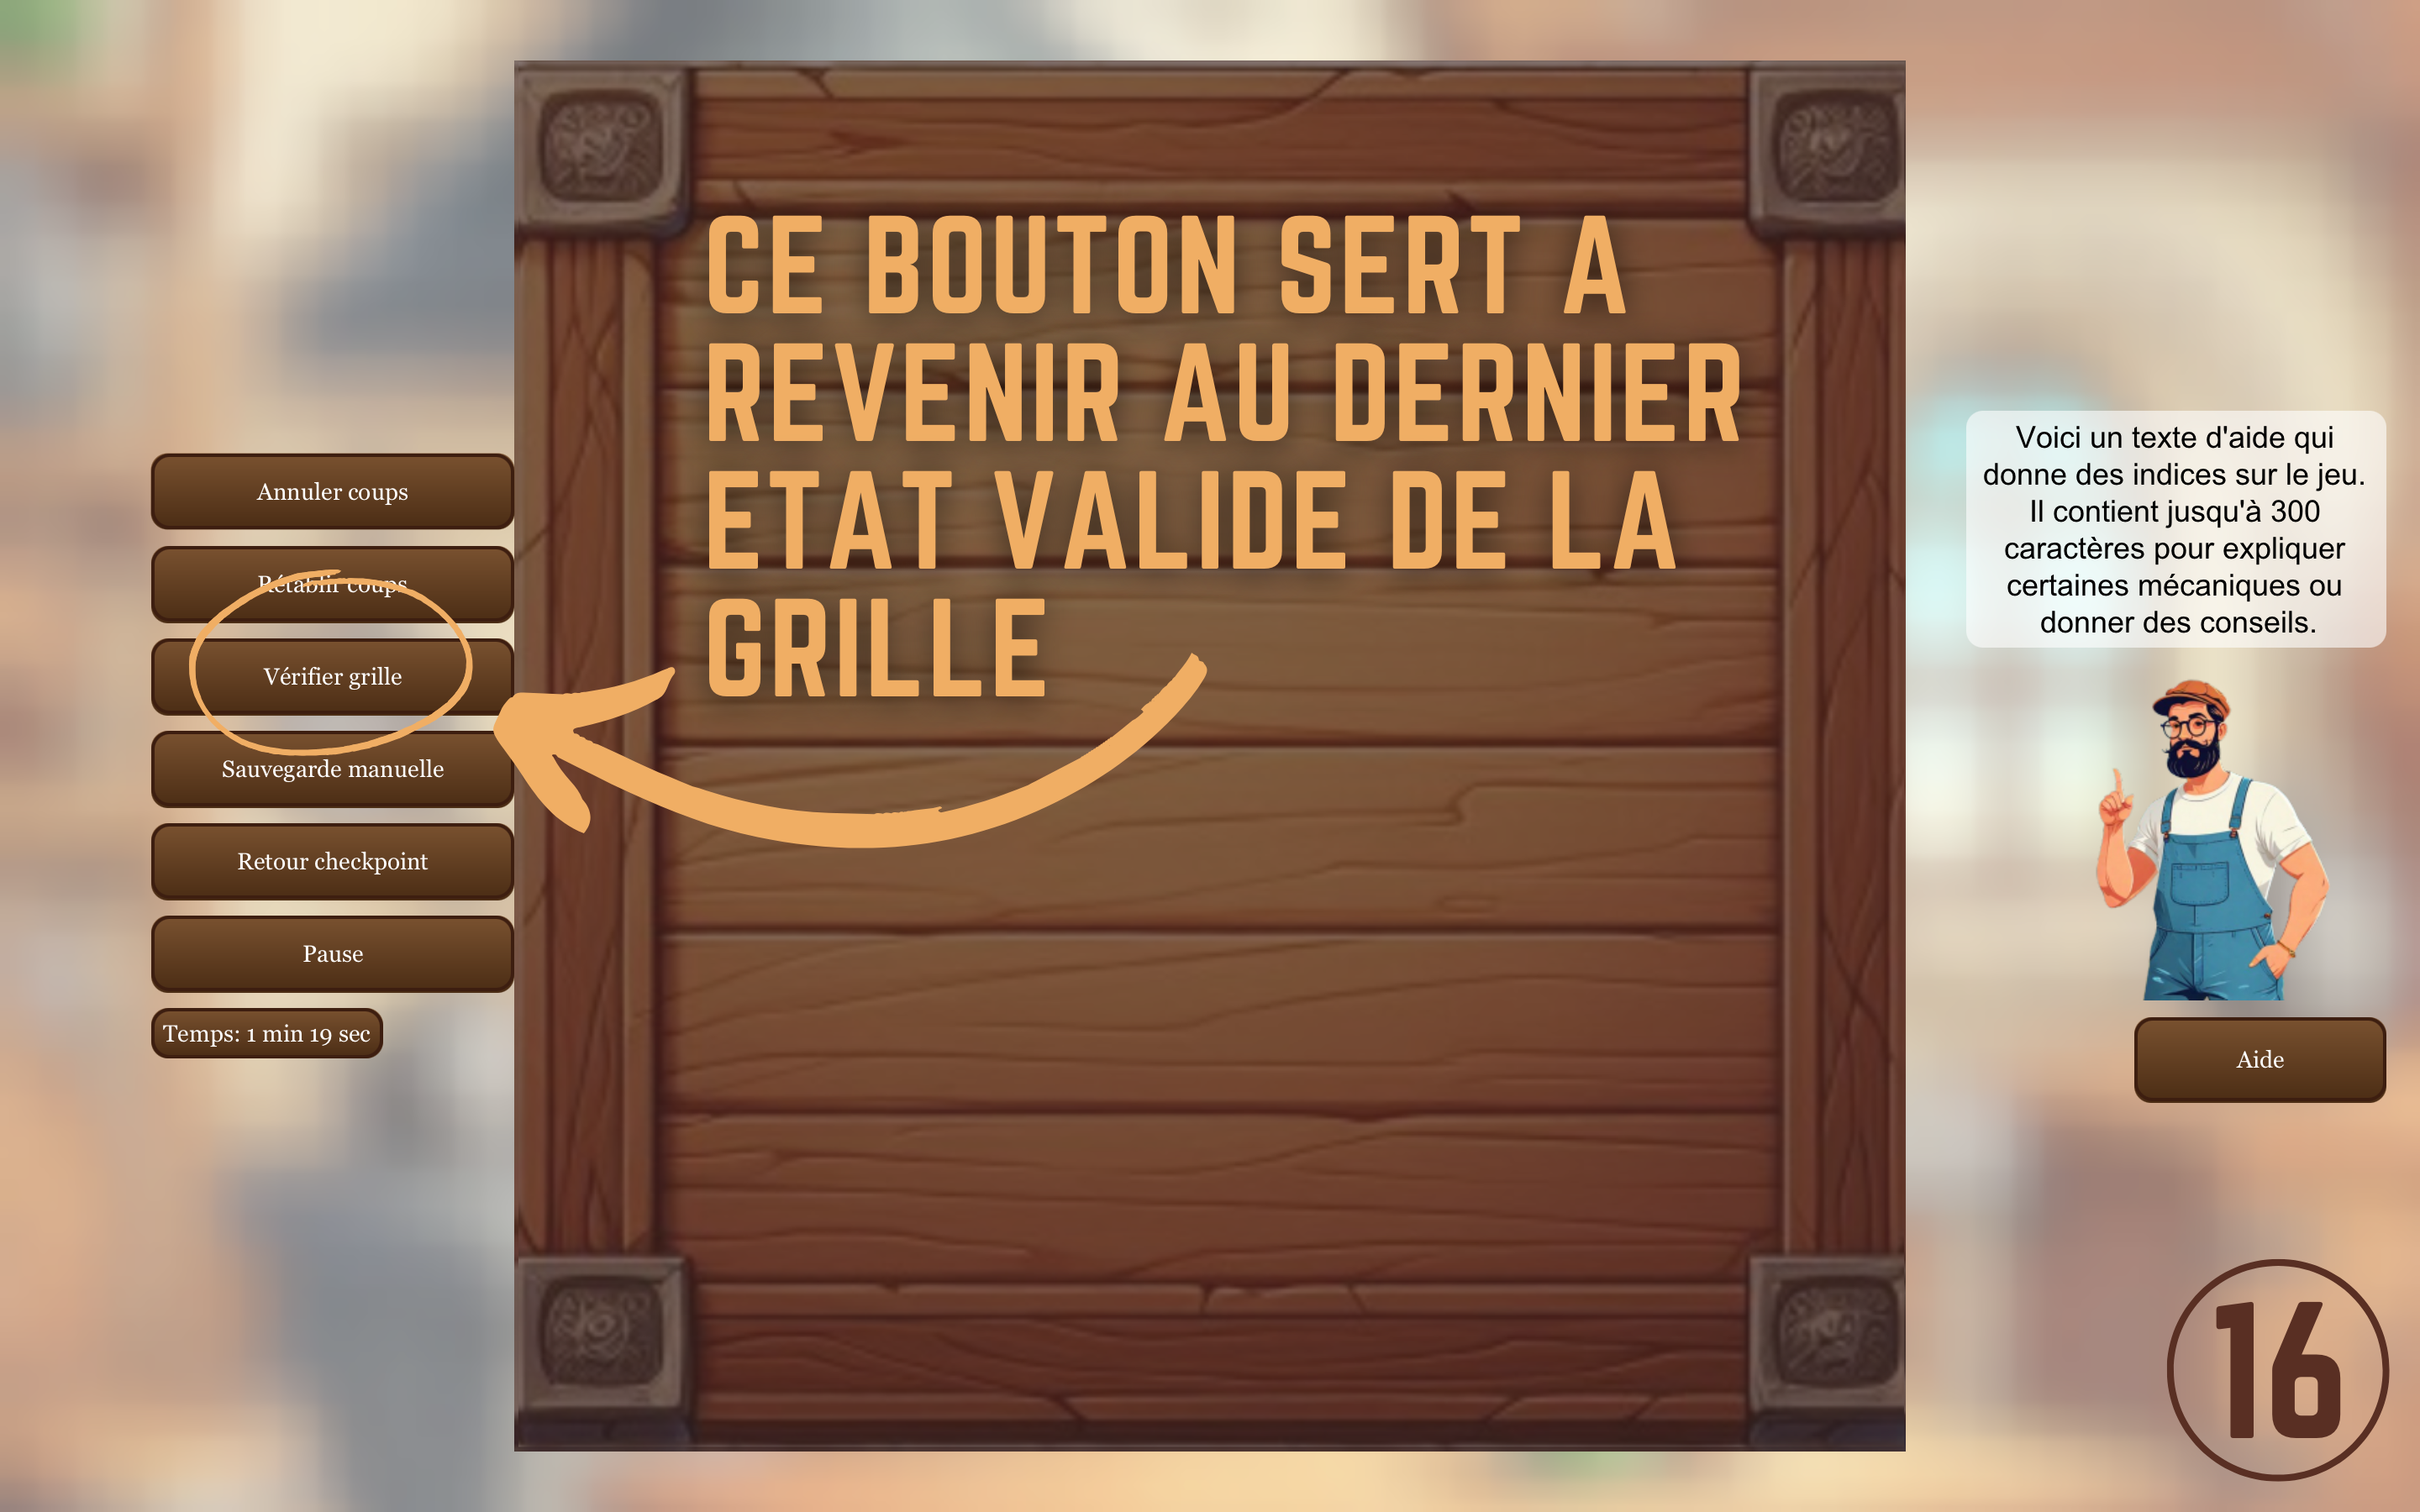 CE BOUTON SERT A
REVENIR AU DERNIER
ETAT VALIDE DE LA
GRILLE
Annuler coups
Rétablir coups
Vérifier grille
Sauvegarde manuelle
Retour checkpoint
Pause
Temps: 1 min 19 sec
Voici un texte d'aide qui
donne des indices sur le jeu.
Il contient jusqu'à 300
caractères pour expliquer
certaines mécaniques ou
donner des conseils.
Aide
16